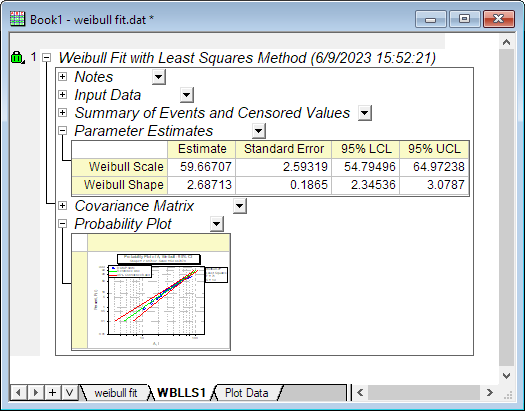 Book1 - weibull fit.dat *
1 Weibull Fit with Least Squares Method (6/9/2023 15:52:21)
Notes
Input Data
Summary of Events and Censored Values
Parameter Estimates
Estimate Standard Error 95% LCL 95% UCL
Weibull Scale 59.66707 2.59319 54.79496 64.97238
Weibull Shape 2.68713 0.1865 2.34536 3.0787
Covariance Matrix
Probability Plot
weibull fit WBLLS1 Plot Data